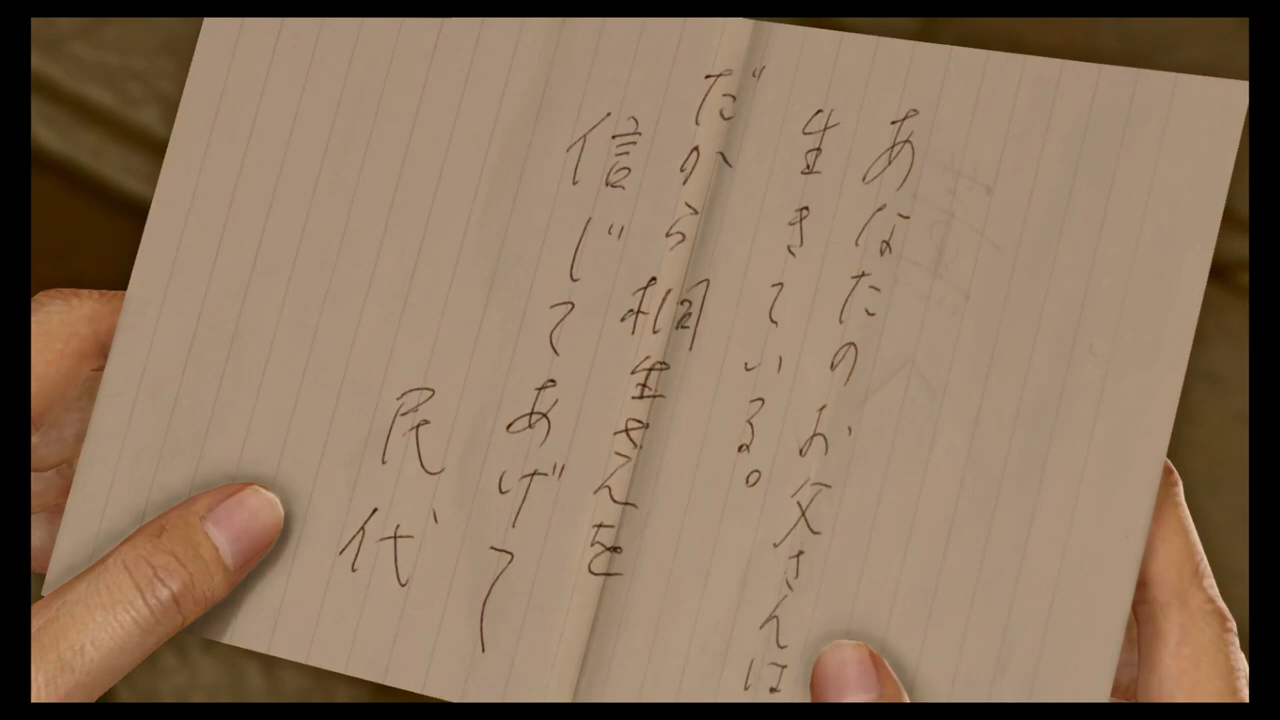 あなたのお父さんは
生きている。
だから桐生さんを
信じてあげて
民代